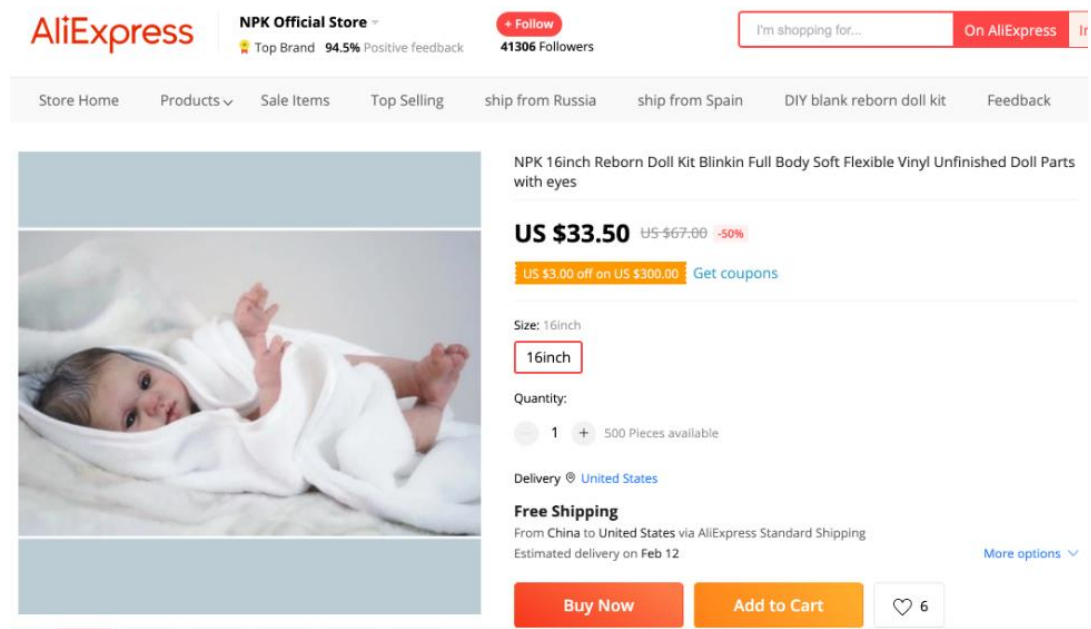 AliExpress
NPK Official Store
Top Brand 94.5% Positive feedback
+ Follow
41306 Followers
I'm shopping for...
On AliExpress
Store Home Products Sale Items Top Selling ship from Russia ship from Spain DIY blank reborn doll kit Feedback
NPK 16inch Reborn Doll Kit Blinkin Full Body Soft Flexible Vinyl Unfinished Doll Parts
with eyes
US $33.50 US $67.00 -50%
US $3.00 off on US $300.00 Get coupons
Size: 16inch
16inch
Quantity:
1 + 500 Pieces available
Delivery United States
Free Shipping
From China to United States via AliExpress Standard Shipping
Estimated delivery on Feb 12 More options
Buy Now Add to Cart 6